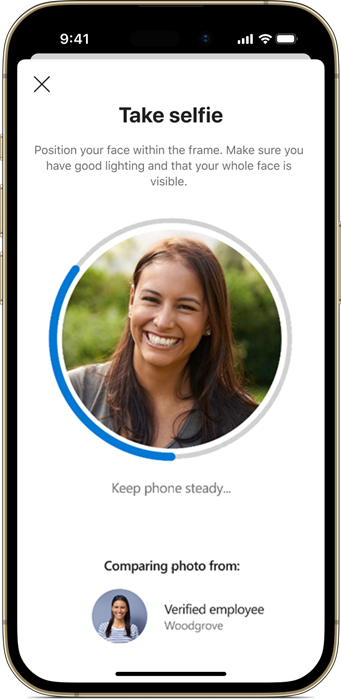 9:41
Take selfie
Position your face within the frame. Make sure you
have good lighting and that your whole face is
visible.
Keep phone steady...
Comparing photo from:
Verified employee
Woodgrove